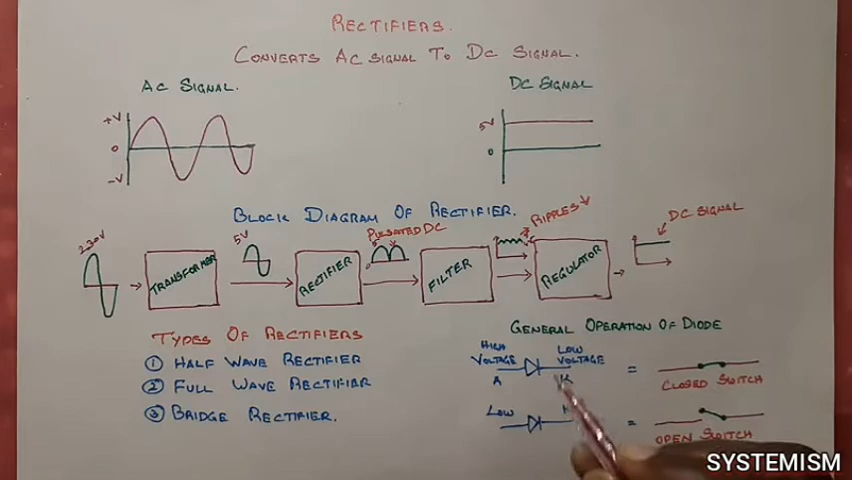 RECTIFIERS.
CONVERTS AC SIGNAL TO DC SIGNAL.
AC SIGNAL.
DC SIGNAL
+V
0
-V
5V
0
BLOCK DIAGRAM OF RECTIFIER.
230V
TRANSFORMER
5V
RECTIFIER
PULSATED DC
FILTER
RIPPLES
REGULATOR
DC SIGNAL
TYPES OF RECTIFIERS
1 HALF WAVE RECTIFIER
2 FULL WAVE RECTIFIER
3 BRIDGE RECTIFIER.
GENERAL OPERATION OF DIODE
HIGH VOLTAGE
LOW VOLTAGE
A
K
=
CLOSED SWITCH
LOW
=
OPEN SWITCH
SYSTEMISM